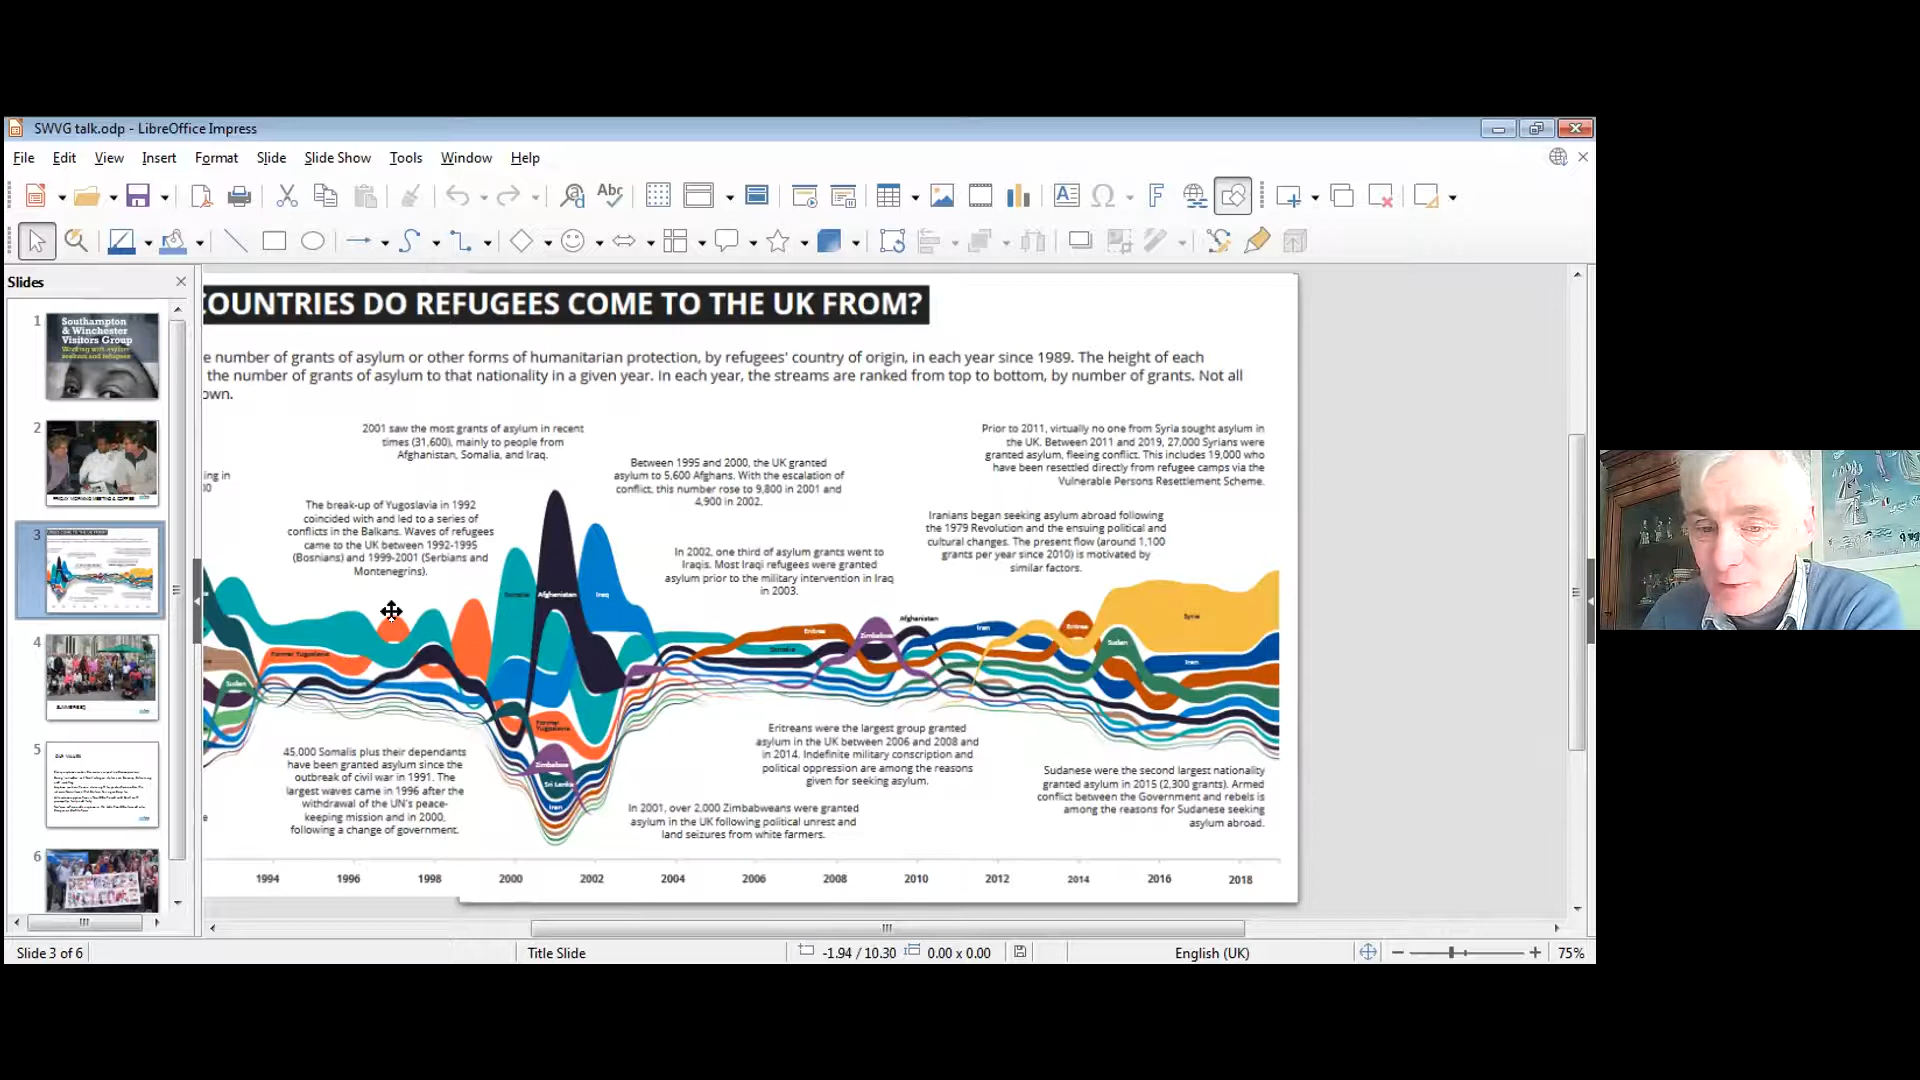 SWVG talk.odp - LibreOffice Impress
File Edit View Insert Format Slide Slide Show Tools Window Help
Abc
Slides
1
Southampton
& Winchester
Visitors Group
2
3
4
5
6
COUNTRIES DO REFUGEES COME TO THE UK FROM?
e number of grants of asylum or other forms of humanitarian protection, by refugees' country of origin, in each year since 1989. The height of each
the number of grants of asylum to that nationality in a given year. In each year, the streams are ranked from top to bottom, by number of grants. Not all
own.
2001 saw the most grants of asylum in recent
times (31,600), mainly to people from
Afghanistan, Somalia, and Iraq.
Prior to 2011, virtually no one from Syria sought asylum in
the UK. Between 2011 and 2019, 27,000 Syrians were
granted asylum, fleeing conflict. This includes 19,000 who
have been resettled directly from refugee camps via the
Vulnerable Persons Resettlement Scheme.
Between 1995 and 2000, the UK granted
asylum to 5,600 Afghans. With the escalation of
conflict, this number rose to 9,800 in 2001 and
4,900 in 2002.
ing in
The break-up of Yugoslavia in 1992
coincided with and led to a series of
conflicts in the Balkans. Waves of refugees
came to the UK between 1992-1995
(Bosnians) and 1999-2001 (Serbians and
Montenegrins).
Iranians began seeking asylum abroad following
the 1979 Revolution and the ensuing political and
cultural changes. The present flow (around 1,100
grants per year since 2010) is motivated by
similar factors.
In 2002, one third of asylum grants went to
Iraqis. Most Iraqi refugees were granted
asylum prior to the military intervention in Iraq
in 2003.
Somalia
Afghanistan
Iraq
Former Yugoslavia
Sudan
Eritrea
Somalia
Zimbabwe
Afghanistan
Iran
Eritrea
Sudan
Syria
Iran
Former
Yugoslavia
Zimbabwe
Sri Lanka
Iran
45,000 Somalis plus their dependants
have been granted asylum since the
outbreak of civil war in 1991. The
largest waves came in 1996 after the
withdrawal of the UN's peace-
keeping mission and in 2000,
following a change of government.
Eritreans were the largest group granted
asylum in the UK between 2006 and 2008 and
in 2014. Indefinite military conscription and
political oppression are among the reasons
given for seeking asylum.
In 2001, over 2,000 Zimbabweans were granted
asylum in the UK following political unrest and
land seizures from white farmers.
Sudanese were the second largest nationality
granted asylum in 2015 (2,300 grants). Armed
conflict between the Government and rebels is
among the reasons for Sudanese seeking
asylum abroad.
1994 1996 1998 2000 2002 2004 2006 2008 2010 2012 2014 2016 2018
Slide 3 of 6
Title Slide
-1.94 / 10.30
0.00 x 0.00
English (UK)
75%